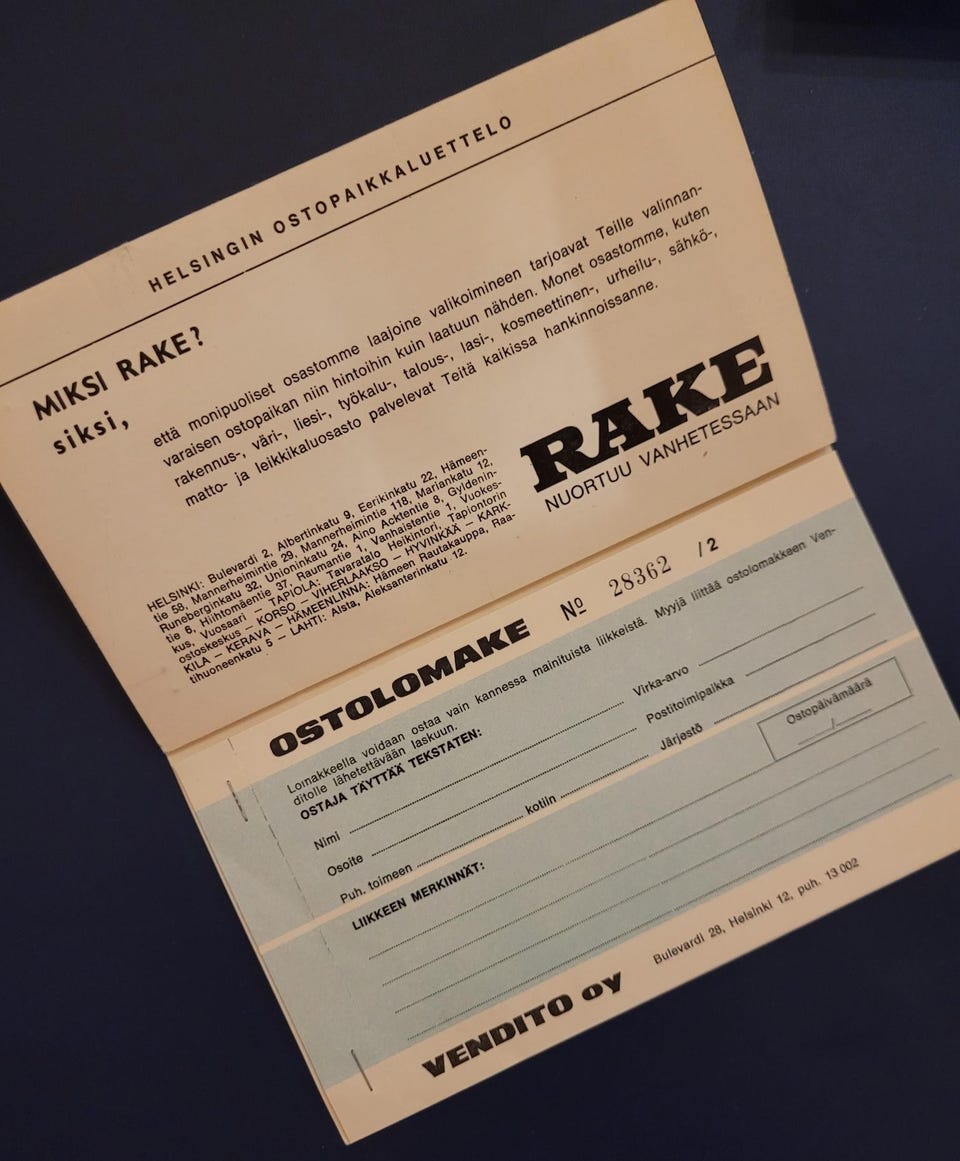 HELSINGIN OSTOPAIKKALUETTELO
MIKSI RAKE?
siksi,
että monipuoliset osastomme laajoine valikoimineen tarjoavat Teille valinnan-
varaisen ostopaikan niin hintoihin kuin laatuun nähden. Monet osastomme, kuten
rakennus-, väri-, liesi-, työkalu-, talous-, lasi-, kosmeettinen-, urheilu-, sähkö-,
matto- ja leikkikaluosasto palvelevat Teitä kaikissa hankinnoissanne.
RAKE
NUORTUU VANHETESSAAN
HELSINKI: Bulevardi 2, Albertinkatu 9, Eerikinkatu 22, Hämeen-
tie 58, Mannerheimintie 29, Mannerheimintie 118, Mariankatu 12,
Runeberginkatu 32, Unioninkatu 24, Aino Acktentie 8, Gyldenin-
tie 6, Hiihtomäentie 37, Raumantie 1, Vanhaistentie 1, Vuokes-
kus, Vuosaari — TAPIOLA: Tavaratalo Heikintori, Tapiontorin
ostoskeskus — KORSO — VIHERLAAKSO — HYVINKÄÄ — KARK-
KILA — KERAVA — HÄMEENLINNA: Hämeen Rautakauppa, Raa-
tihuoneenkatu 5 — LAHTI: Alsta, Aleksanterinkatu 12.
OSTOLOMAKE Nº 28362 /2
Lomakkeella voidaan ostaa vain kannessa mainituista liikkeistä. Myyjä liittää ostolomakkeen Ven-
ditolle lähetettävään laskuun.
OSTAJA TÄYTTÄÄ TEKSTATEN:
Nimi Virka-arvo
Osoite Postitoimipaikka
Puh. toimeen kotiin Järjestö
LIIKKEEN MERKINNÄT:
Ostopäivämäärä
/
VENDITO OY Bulevardi 28, Helsinki 12, puh. 13 002